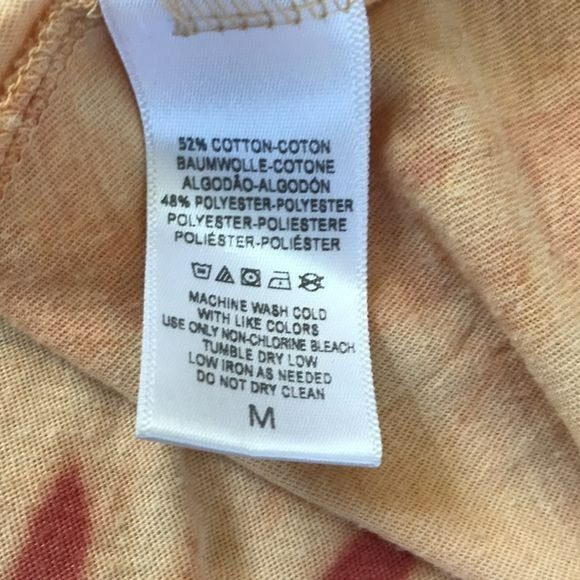 52% COTTON-COTON
BAUMWOLLE-COTONE
ALGODÃO-ALGODÓN
48% POLYESTER-POLYESTER
POLYESTER-POLIESTERE
POLIÉSTER-POLIÉSTER
MACHINE WASH COLD
WITH LIKE COLORS
USE ONLY NON-CHLORINE BLEACH
TUMBLE DRY LOW
LOW IRON AS NEEDED
DO NOT DRY CLEAN
M